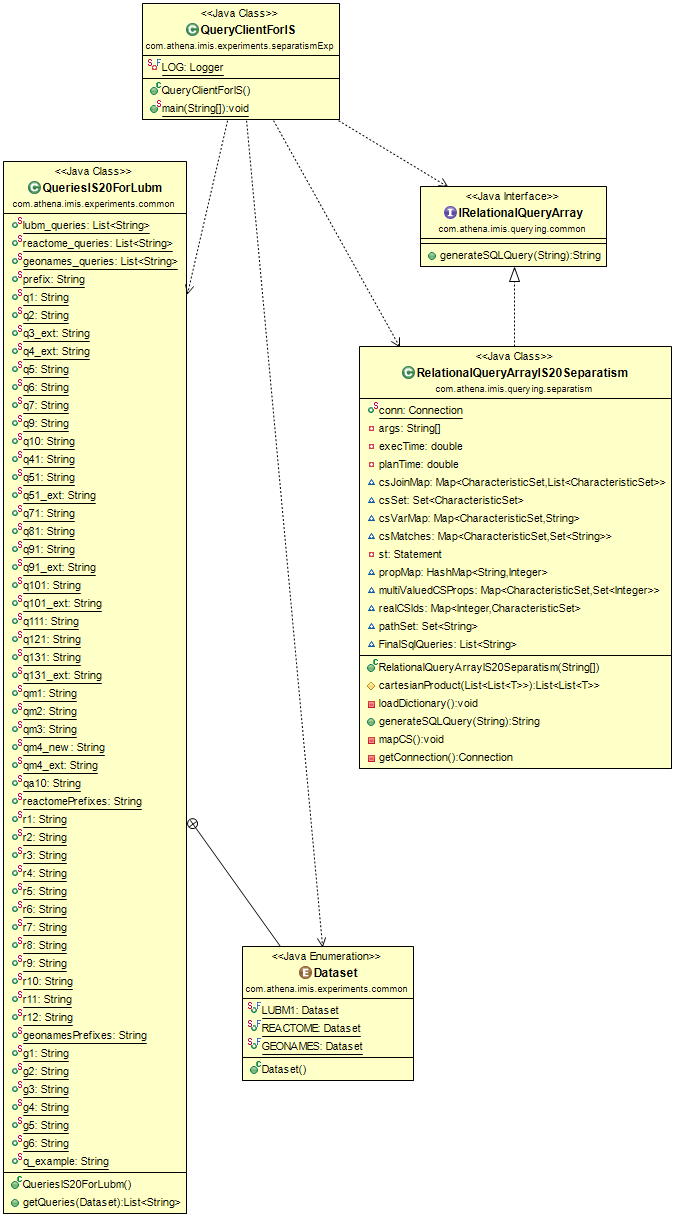 <<Java Class>>
QueryClientForIS
com.athena.imis.experiments.separatismExp
LOG: Logger
QueryClientForIS()
main(String[]):void
<<Java Class>>
QueriesIS20ForLubm
com.athena.imis.experiments.common
lubm_queries: List<String>
reactome_queries: List<String>
geonames_queries: List<String>
prefix: String
q1: String
q2: String
q3_ext: String
q4_ext: String
q5: String
q6: String
q7: String
q9: String
q10: String
q41: String
q51: String
q51_ext: String
q71: String
q81: String
q91: String
q91_ext: String
q101: String
q101_ext: String
q111: String
q121: String
q131: String
q131_ext: String
qm1: String
qm2: String
qm3: String
qm4_new : String
qm4_ext: String
qa10: String
reactomePrefixes: String
r1: String
r2: String
r3: String
r4: String
r5: String
r6: String
r7: String
r8: String
r9: String
r10: String
r11: String
r12: String
geonamesPrefixes: String
g1: String
g2: String
g3: String
g4: String
g5: String
g6: String
q_example: String
QueriesIS20ForLubm()
getQueries(Dataset):List<String>
<<Java Interface>>
IRelationalQueryArray
com.athena.imis.querying.common
generateSQLQuery(String):String
<<Java Class>>
RelationalQueryArrayIS20Separatism
com.athena.imis.querying.separatism
conn: Connection
args: String[]
execTime: double
planTime: double
csJoinMap: Map<CharacteristicSet,List<CharacteristicSet>>
csSet: Set<CharacteristicSet>
csVarMap: Map<CharacteristicSet,String>
csMatches: Map<CharacteristicSet,Set<String>>
st: Statement
propMap: HashMap<String,Integer>
multiValuedCSProps: Map<CharacteristicSet,Set<Integer>>
realCSIds: Map<Integer,CharacteristicSet>
pathSet: Set<String>
FinalSqlQueries: List<String>
RelationalQueryArrayIS20Separatism(String[])
cartesianProduct(List<List<T>>):List<List<T>>
loadDictionary():void
generateSQLQuery(String):String
mapCS():void
getConnection():Connection
<<Java Enumeration>>
Dataset
com.athena.imis.experiments.common
LUBM1: Dataset
REACTOME: Dataset
GEONAMES: Dataset
Dataset()